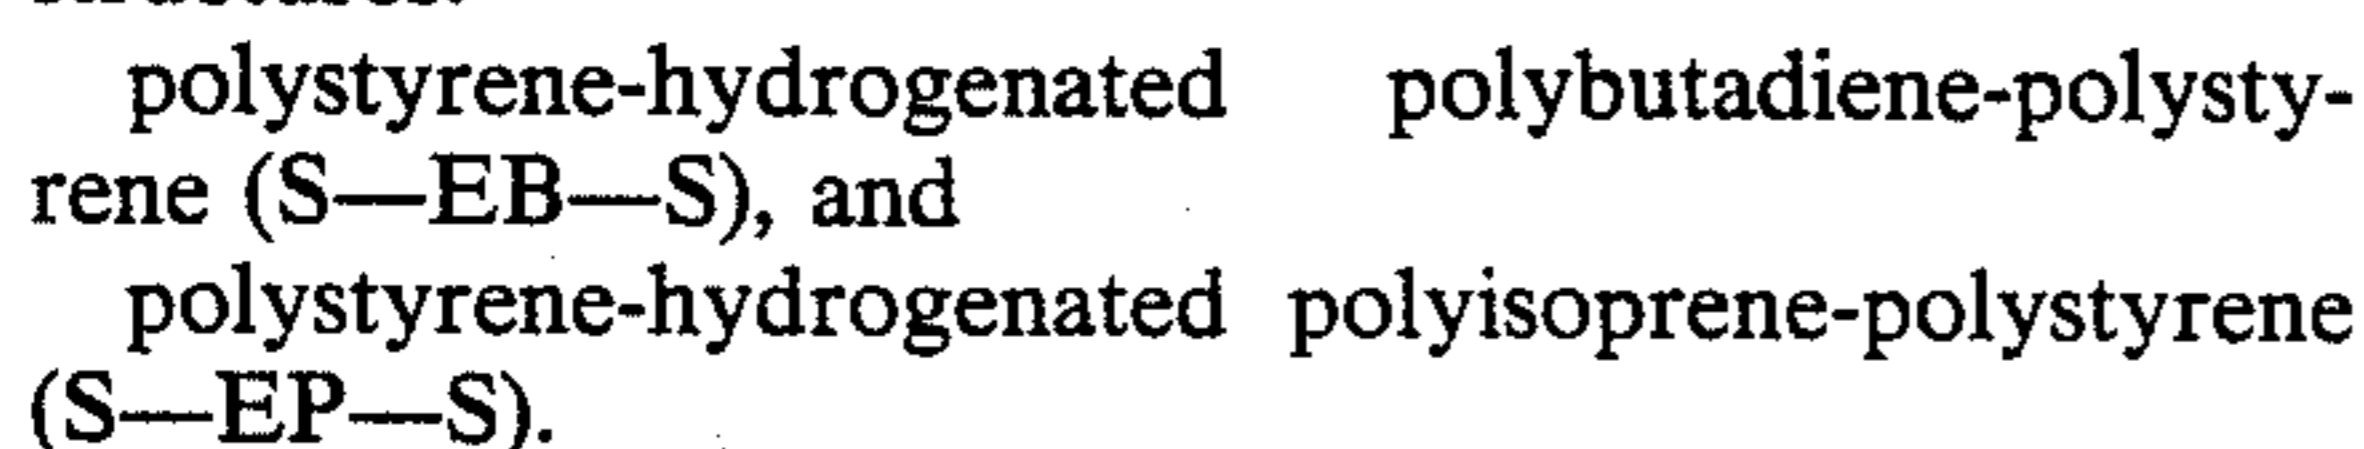 polystyrene-hydrogenated polybutadiene-polysty-
rene (S—EB—S), and
polystyrene-hydrogenated polyisoprene-polystyrene
(S—EP—S).